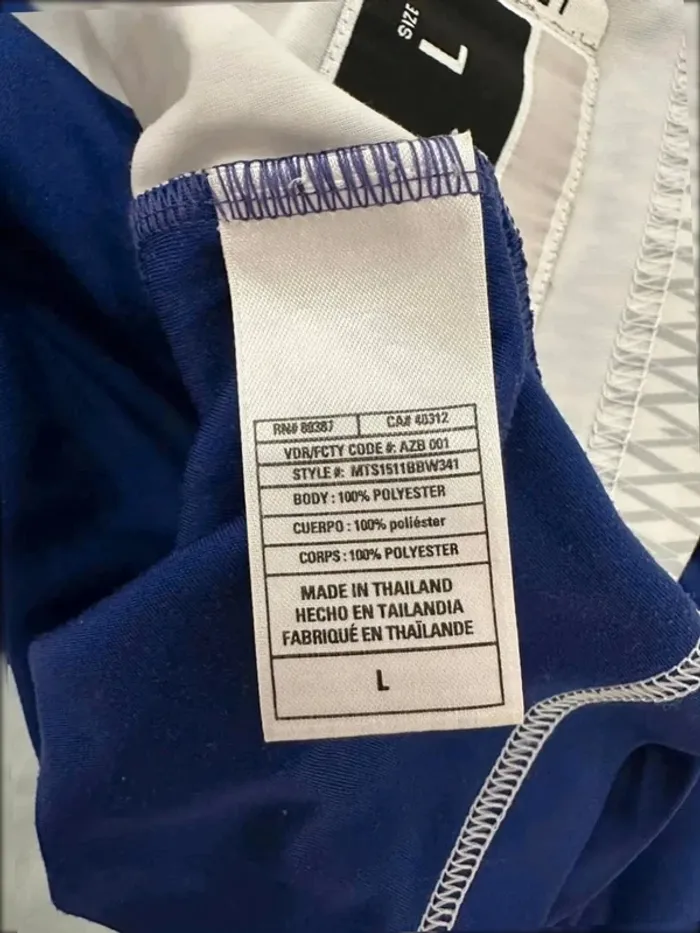 SIZE
L
RN# 88387
CA# 40312
VDR/FCTY CODE #: AZB 001
STYLE #: MTS1511BBW341
BODY : 100% POLYESTER
CUERPO : 100% poliéster
CORPS : 100% POLYESTER
MADE IN THAILAND
HECHO EN TAILANDIA
FABRIQUÉ EN THAÏLANDE
L